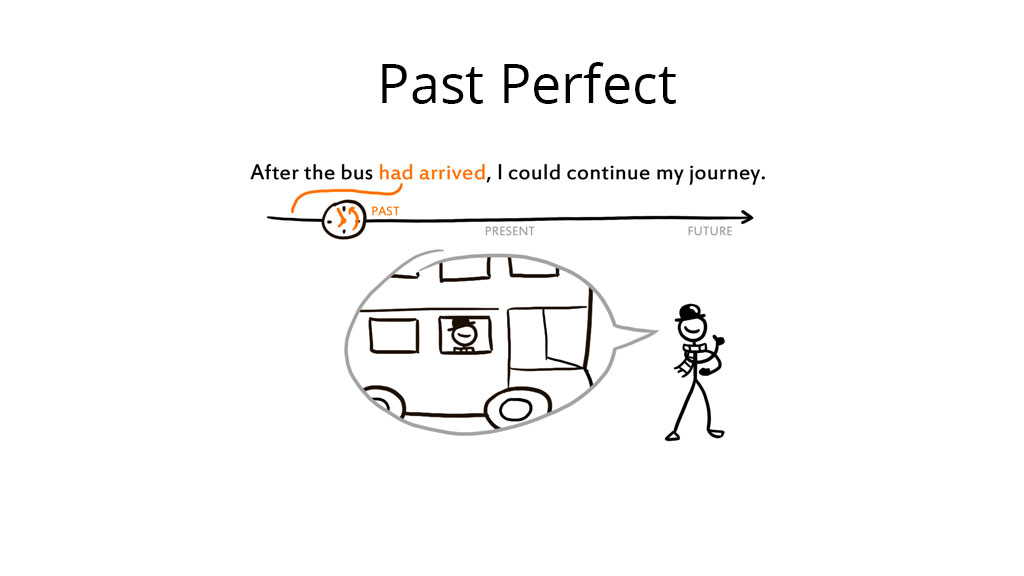 Past Perfect
After the bus had arrived, I could continue my journey.
PAST
PRESENT
FUTURE